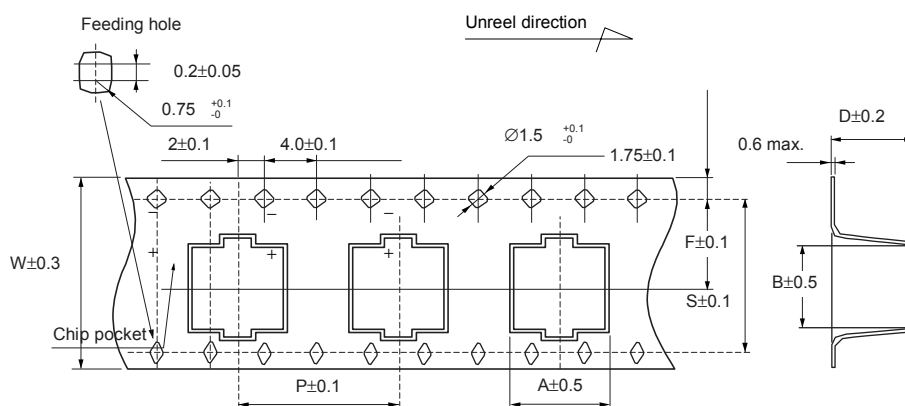 Feeding hole
Unreel direction
0.2±0.05
0.75 +0.1 -0
2±0.1
4.0±0.1
∅1.5 +0.1 -0
1.75±0.1
0.6 max.
D±0.2
− − −
+ + +
W±0.3
F±0.1
S±0.1
B±0.5
Chip pocket
P±0.1
A±0.5